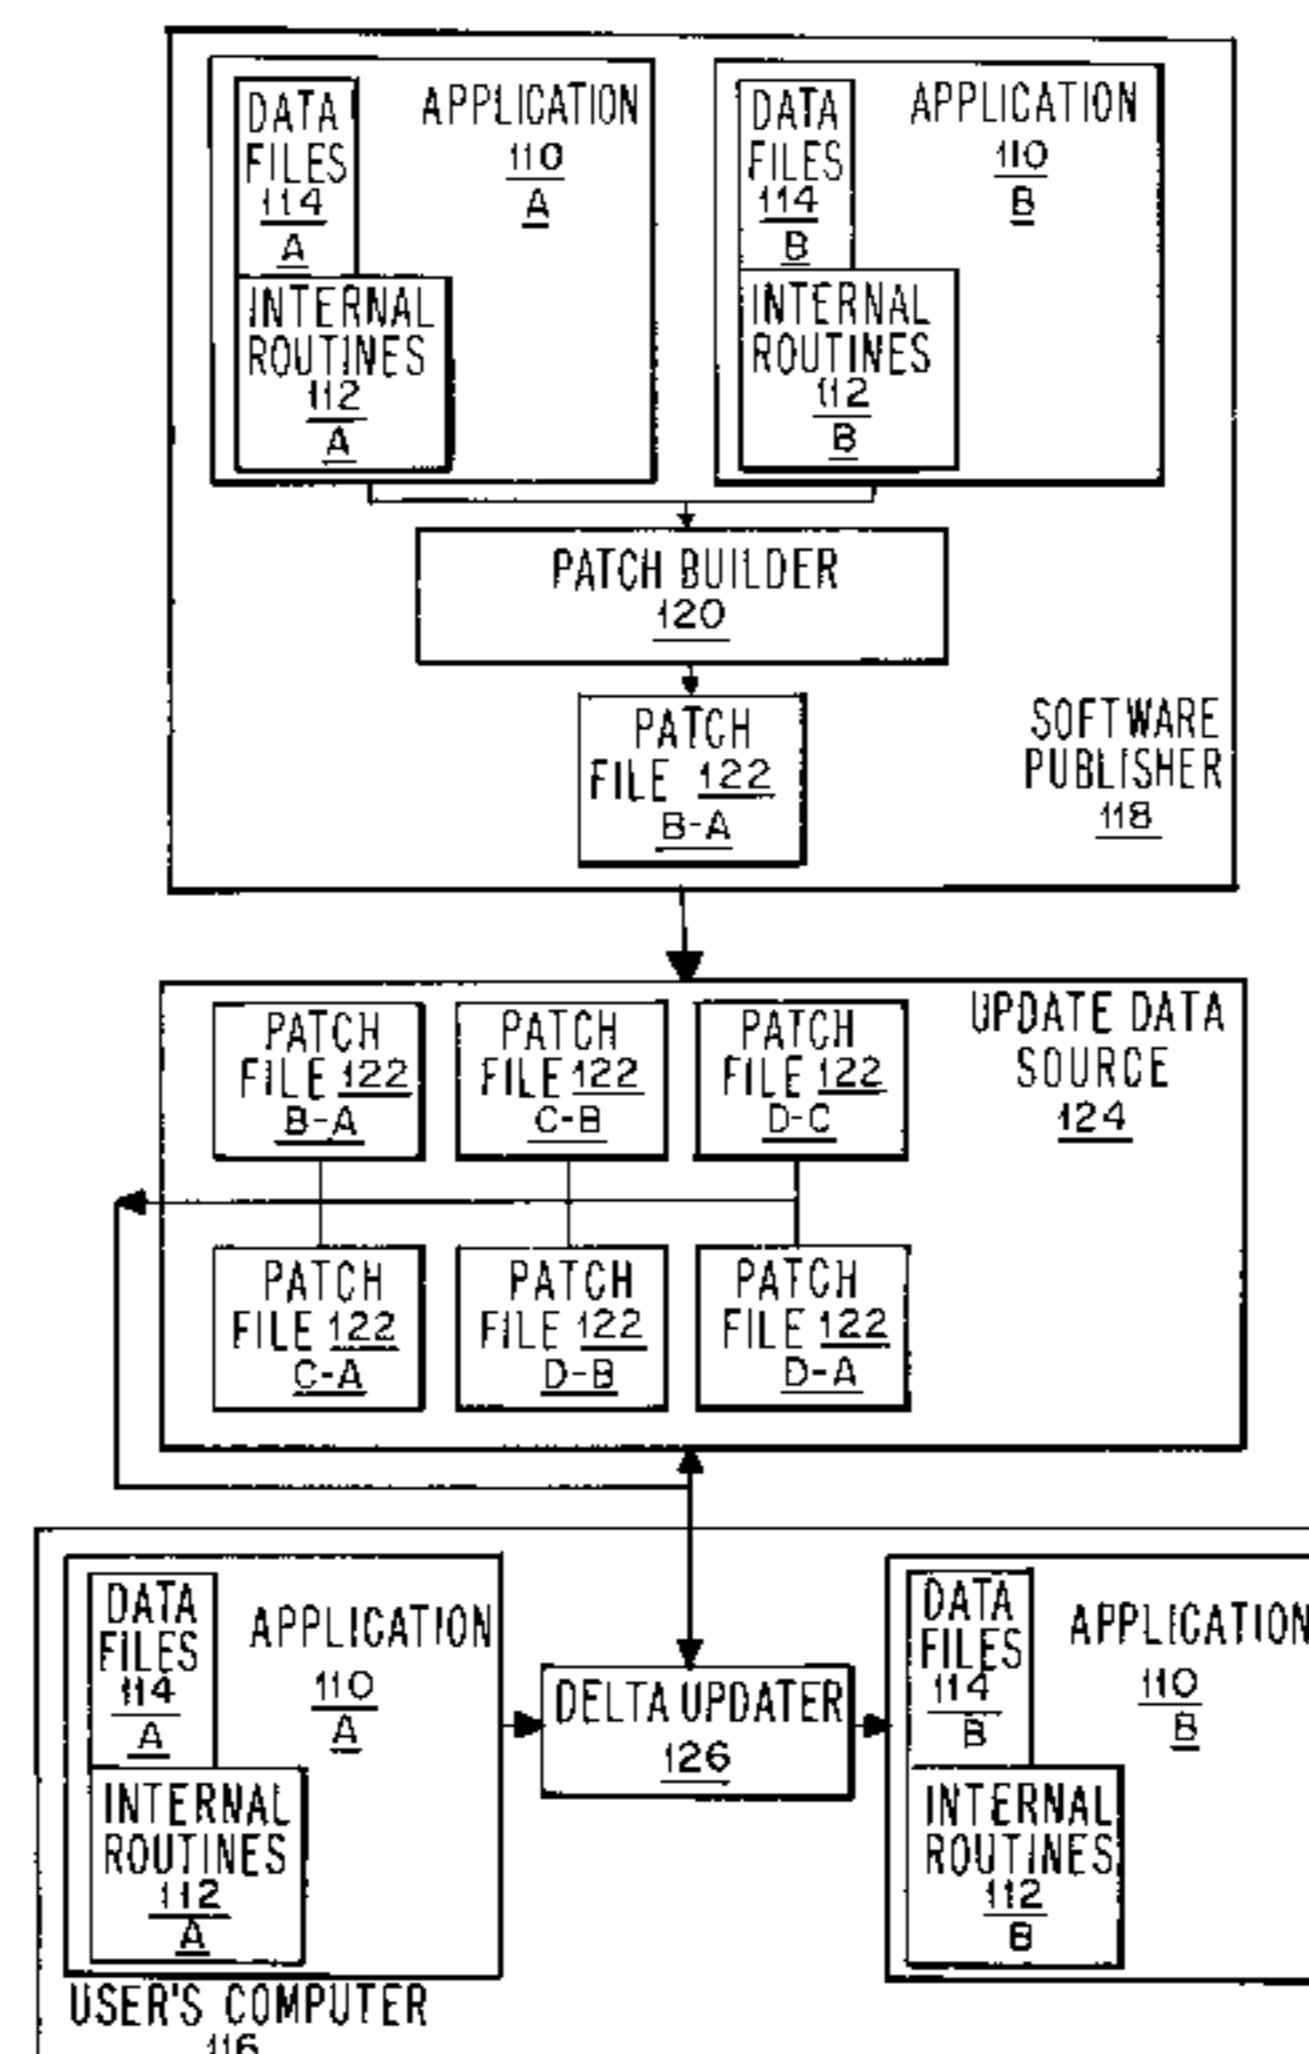 DATA
FILES
114
A
APPLICATION
110
A
INTERNAL
ROUTINES
112
A
DATA
FILES
114
B
APPLICATION
110
B
INTERNAL
ROUTINES
112
B
PATCH BUILDER
120
PATCH
FILE 122
B-A
SOFTWARE
PUBLISHER
118
PATCH
FILE 122
B-A
PATCH
FILE 122
C-B
PATCH
FILE 122
D-C
UPDATE DATA
SOURCE
124
PATCH
FILE 122
C-A
PATCH
FILE 122
D-B
PATCH
FILE 122
D-A
DATA
FILES
114
A
APPLICATION
110
A
INTERNAL
ROUTINES
112
A
DELTA UPDATER
126
DATA
FILES
114
B
APPLICATION
110
B
INTERNAL
ROUTINES
112
B
USER'S COMPUTER
116